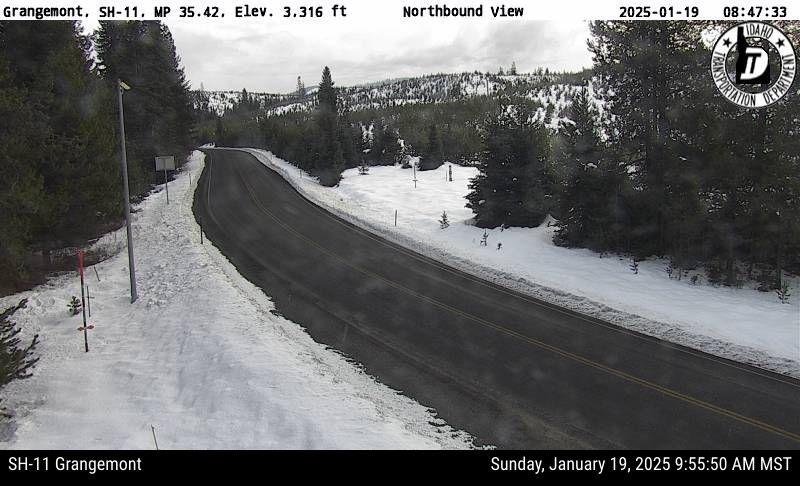 Grangemont, SH-11, MP 35.42, Elev. 3,316 ft Northbound View 2025-01-19 08:47:33
IDAHO
TRANSPORTATION DEPARTMENT
SH-11 Grangemont Sunday, January 19, 2025 9:55:50 AM MST